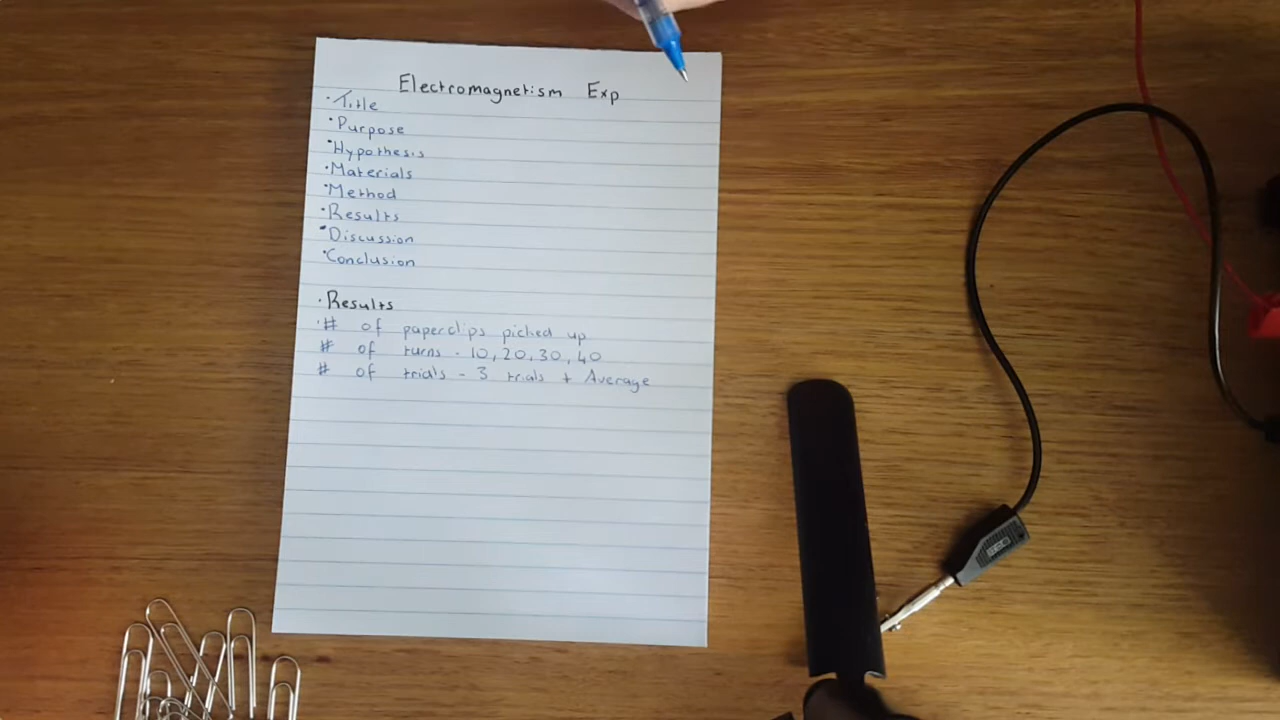 Electromagnetism Exp
· Title
· Purpose
· Hypothesis
· Materials
· Method
· Results
· Discussion
· Conclusion
· Results
· # of paperclips picked up
# of turns - 10, 20, 30, 40
# of trials - 3 trials + Average